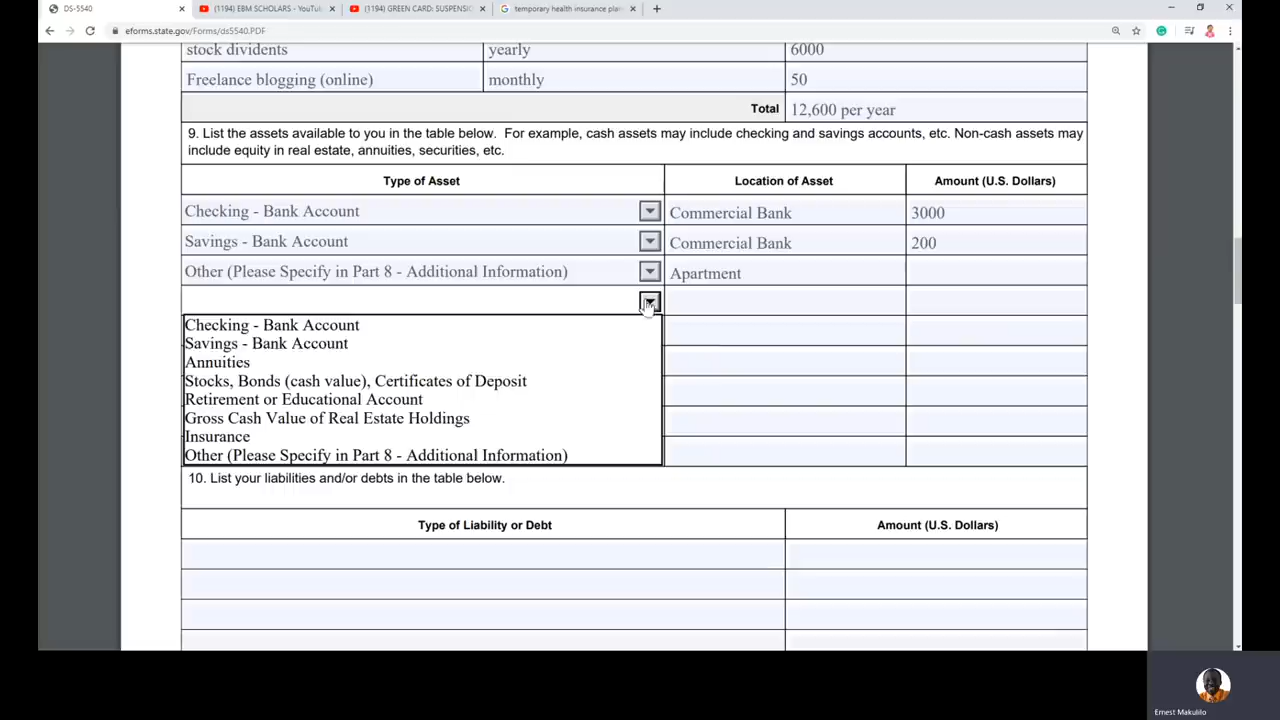 DS-5540
(1194) EBM SCHOLARS - YouTu
(1194) GREEN CARD: SUSPENSI
temporary health insurance plan
eforms.state.gov/Forms/ds5540.PDF
stock dividents yearly 6000
Freelance blogging (online) monthly 50
Total 12,600 per year
9. List the assets available to you in the table below. For example, cash assets may include checking and savings accounts, etc. Non-cash assets may
include equity in real estate, annuities, securities, etc.
Type of Asset Location of Asset Amount (U.S. Dollars)
Checking - Bank Account Commercial Bank 3000
Savings - Bank Account Commercial Bank 200
Other (Please Specify in Part 8 - Additional Information) Apartment
Checking - Bank Account
Savings - Bank Account
Annuities
Stocks, Bonds (cash value), Certificates of Deposit
Retirement or Educational Account
Gross Cash Value of Real Estate Holdings
Insurance
Other (Please Specify in Part 8 - Additional Information)
10. List your liabilities and/or debts in the table below.
Type of Liability or Debt Amount (U.S. Dollars)
Ernest Makulilo